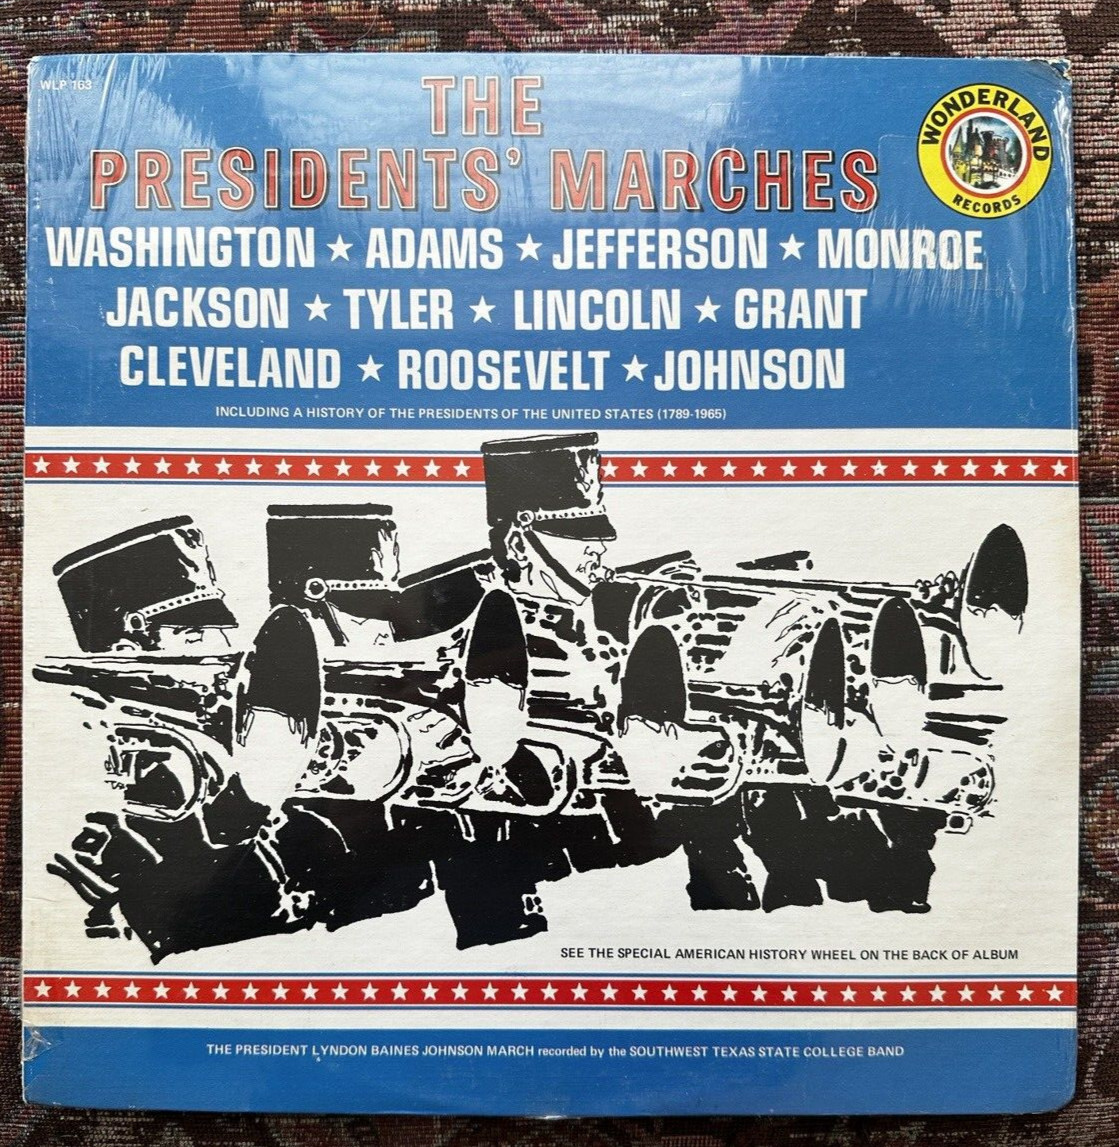 WLP 163
THE
PRESIDENTS' MARCHES
WONDERLAND
RECORDS
WASHINGTON ★ ADAMS ★ JEFFERSON ★ MONROE
JACKSON ★ TYLER ★ LINCOLN ★ GRANT
CLEVELAND ★ ROOSEVELT ★ JOHNSON
INCLUDING A HISTORY OF THE PRESIDENTS OF THE UNITED STATES (1789-1965)
SEE THE SPECIAL AMERICAN HISTORY WHEEL ON THE BACK OF ALBUM
THE PRESIDENT LYNDON BAINES JOHNSON MARCH recorded by the SOUTHWEST TEXAS STATE COLLEGE BAND